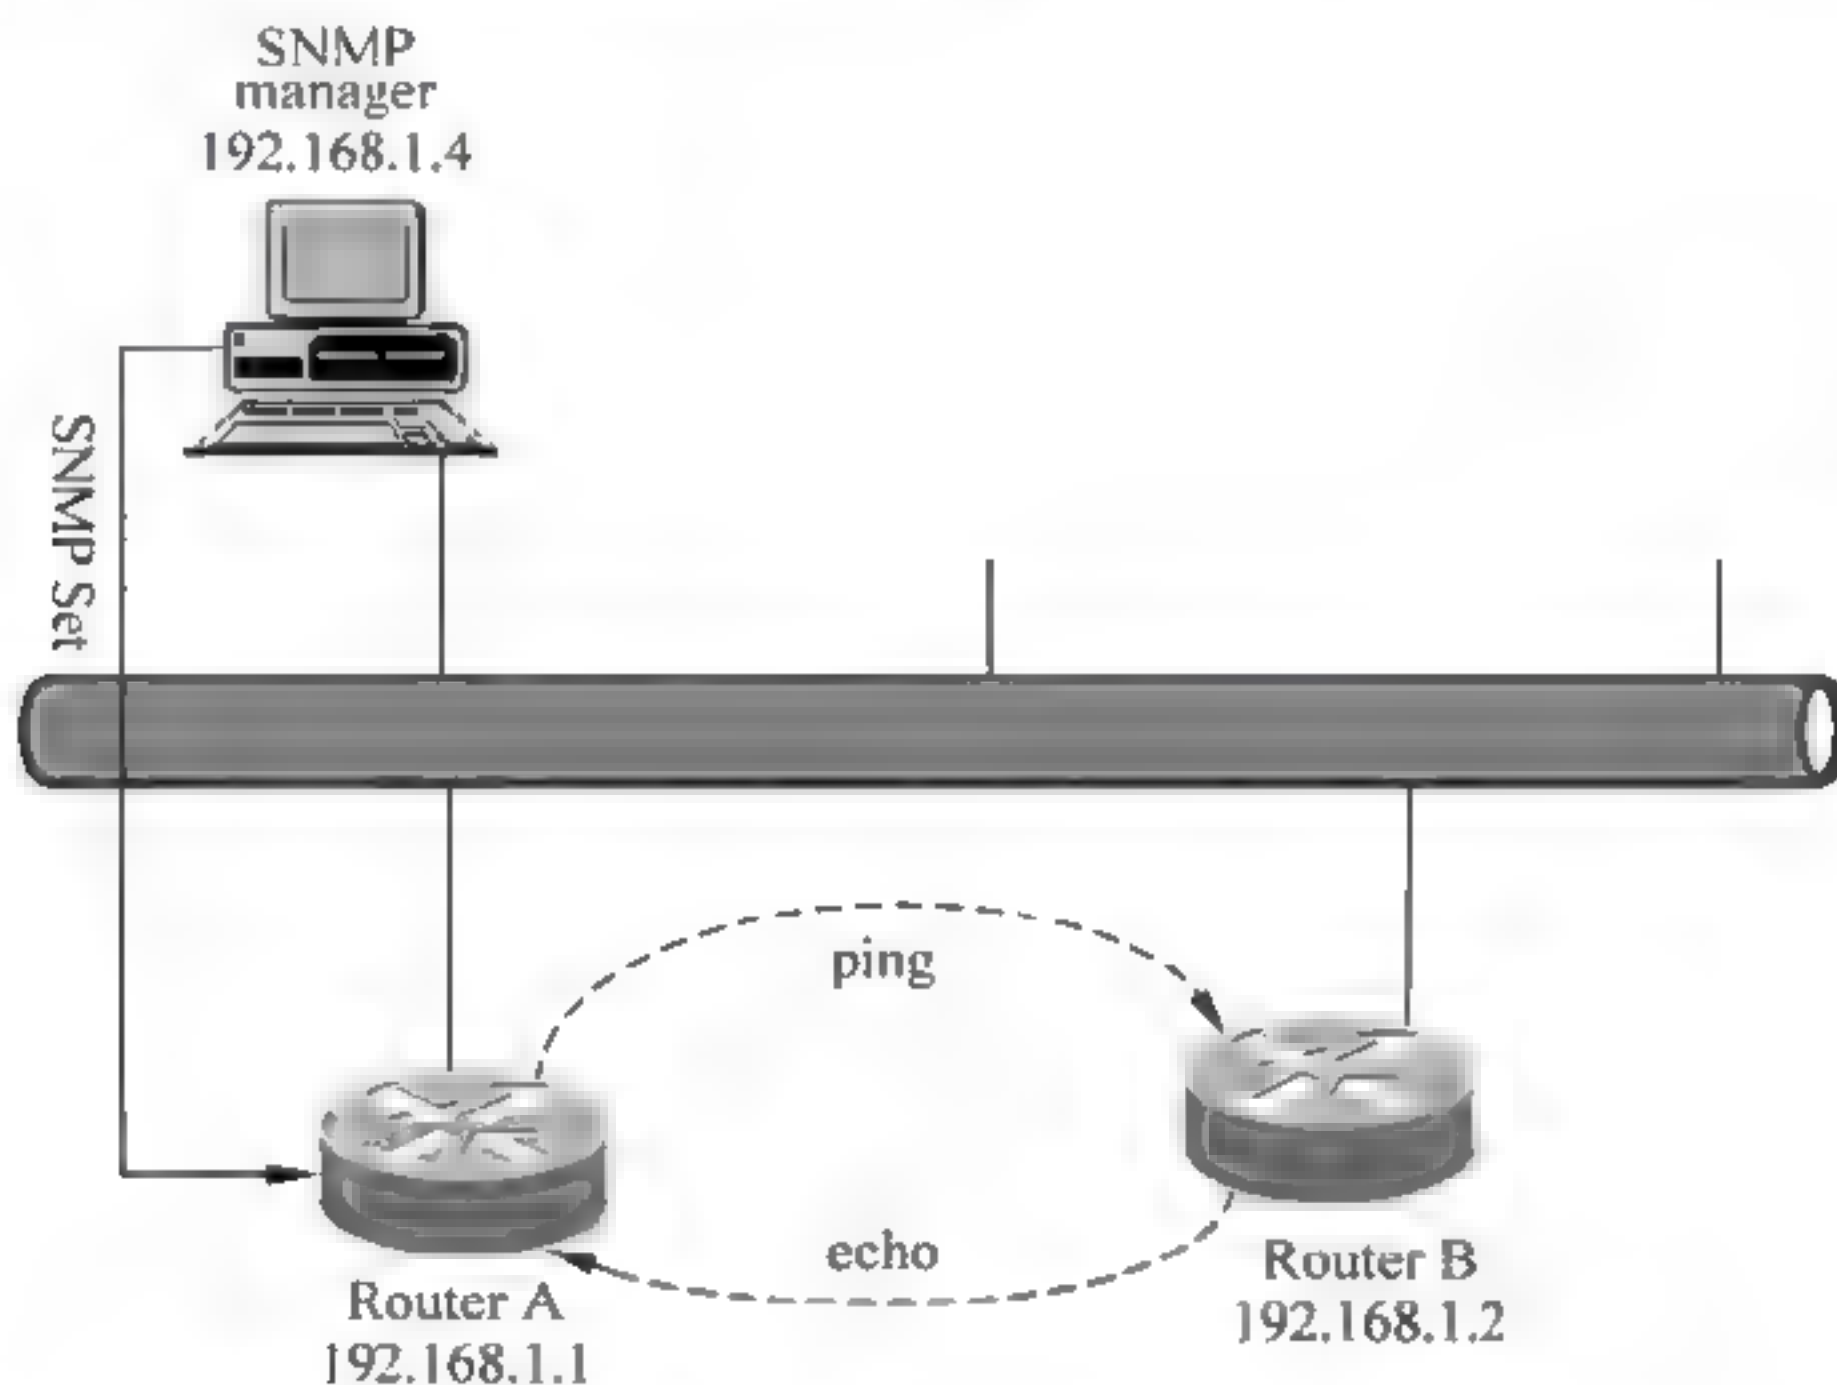 SNMP
manager
192.168.1.4
SNMP Set
ping
echo
Router A
192.168.1.1
Router B
192.168.1.2